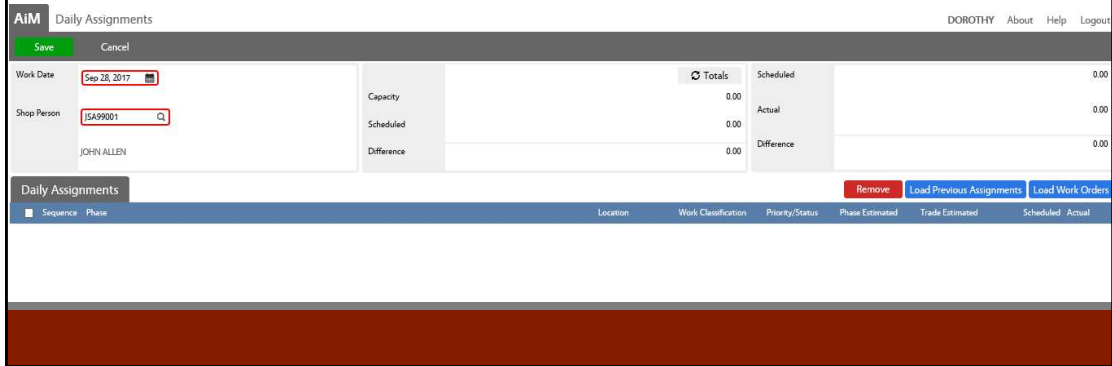 AiM Daily Assignments DOROTHY About Help Logout
Save Cancel
Work Date Sep 28, 2017
Shop Person JSA99001
JOHN ALLEN
Totals
Capacity 0.00
Scheduled 0.00
Difference 0.00
Scheduled 0.00
Actual 0.00
Difference 0.00
Daily Assignments Remove Load Previous Assignments Load Work Orders
Sequence Phase Location Work Classification Priority/Status Phase Estimated Trade Estimated Scheduled Actual